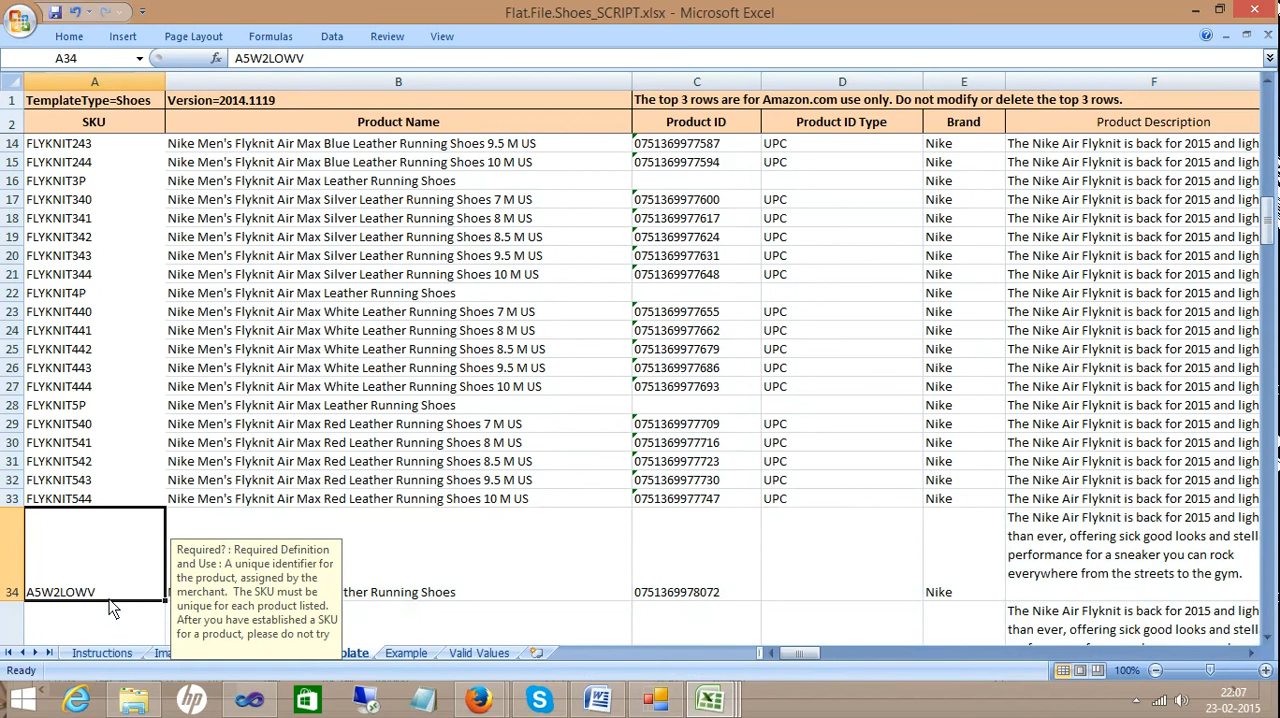 Flat.File.Shoes_SCRIPT.xlsx - Microsoft Excel
Home Insert Page Layout Formulas Data Review View
A34 fx A5W2LOWV
A B C D E F
1 TemplateType=Shoes Version=2014.1119 The top 3 rows are for Amazon.com use only. Do not modify or delete the top 3 rows.
2 SKU Product Name Product ID Product ID Type Brand Product Description
14 FLYKNIT243 Nike Men's Flyknit Air Max Blue Leather Running Shoes 9.5 M US 0751369977587 UPC Nike The Nike Air Flyknit is back for 2015 and ligh
15 FLYKNIT244 Nike Men's Flyknit Air Max Blue Leather Running Shoes 10 M US 0751369977594 UPC Nike The Nike Air Flyknit is back for 2015 and ligh
16 FLYKNIT3P Nike Men's Flyknit Air Max Leather Running Shoes Nike The Nike Air Flyknit is back for 2015 and ligh
17 FLYKNIT340 Nike Men's Flyknit Air Max Silver Leather Running Shoes 7 M US 0751369977600 UPC Nike The Nike Air Flyknit is back for 2015 and ligh
18 FLYKNIT341 Nike Men's Flyknit Air Max Silver Leather Running Shoes 8 M US 0751369977617 UPC Nike The Nike Air Flyknit is back for 2015 and ligh
19 FLYKNIT342 Nike Men's Flyknit Air Max Silver Leather Running Shoes 8.5 M US 0751369977624 UPC Nike The Nike Air Flyknit is back for 2015 and ligh
20 FLYKNIT343 Nike Men's Flyknit Air Max Silver Leather Running Shoes 9.5 M US 0751369977631 UPC Nike The Nike Air Flyknit is back for 2015 and ligh
21 FLYKNIT344 Nike Men's Flyknit Air Max Silver Leather Running Shoes 10 M US 0751369977648 UPC Nike The Nike Air Flyknit is back for 2015 and ligh
22 FLYKNIT4P Nike Men's Flyknit Air Max Leather Running Shoes Nike The Nike Air Flyknit is back for 2015 and ligh
23 FLYKNIT440 Nike Men's Flyknit Air Max White Leather Running Shoes 7 M US 0751369977655 UPC Nike The Nike Air Flyknit is back for 2015 and ligh
24 FLYKNIT441 Nike Men's Flyknit Air Max White Leather Running Shoes 8 M US 0751369977662 UPC Nike The Nike Air Flyknit is back for 2015 and ligh
25 FLYKNIT442 Nike Men's Flyknit Air Max White Leather Running Shoes 8.5 M US 0751369977679 UPC Nike The Nike Air Flyknit is back for 2015 and ligh
26 FLYKNIT443 Nike Men's Flyknit Air Max White Leather Running Shoes 9.5 M US 0751369977686 UPC Nike The Nike Air Flyknit is back for 2015 and ligh
27 FLYKNIT444 Nike Men's Flyknit Air Max White Leather Running Shoes 10 M US 0751369977693 UPC Nike The Nike Air Flyknit is back for 2015 and ligh
28 FLYKNIT5P Nike Men's Flyknit Air Max Leather Running Shoes Nike The Nike Air Flyknit is back for 2015 and ligh
29 FLYKNIT540 Nike Men's Flyknit Air Max Red Leather Running Shoes 7 M US 0751369977709 UPC Nike The Nike Air Flyknit is back for 2015 and ligh
30 FLYKNIT541 Nike Men's Flyknit Air Max Red Leather Running Shoes 8 M US 0751369977716 UPC Nike The Nike Air Flyknit is back for 2015 and ligh
31 FLYKNIT542 Nike Men's Flyknit Air Max Red Leather Running Shoes 8.5 M US 0751369977723 UPC Nike The Nike Air Flyknit is back for 2015 and ligh
32 FLYKNIT543 Nike Men's Flyknit Air Max Red Leather Running Shoes 9.5 M US 0751369977730 UPC Nike The Nike Air Flyknit is back for 2015 and ligh
33 FLYKNIT544 Nike Men's Flyknit Air Max Red Leather Running Shoes 10 M US 0751369977747 UPC Nike The Nike Air Flyknit is back for 2015 and ligh
The Nike Air Flyknit is back for 2015 and ligh
than ever, offering sick good looks and stell
performance for a sneaker you can rock
everywhere from the streets to the gym.
34 A5W2LOWV ther Running Shoes 0751369978072 Nike
Required? : Required Definition
and Use : A unique identifier for
the product, assigned by the
merchant. The SKU must be
unique for each product listed.
After you have established a SKU
for a product, please do not try
The Nike Air Flyknit is back for 2015 and ligh
than ever, offering sick good looks and stell
Instructions Ima plate Example Valid Values
Ready 100%
22:07
23-02-2015